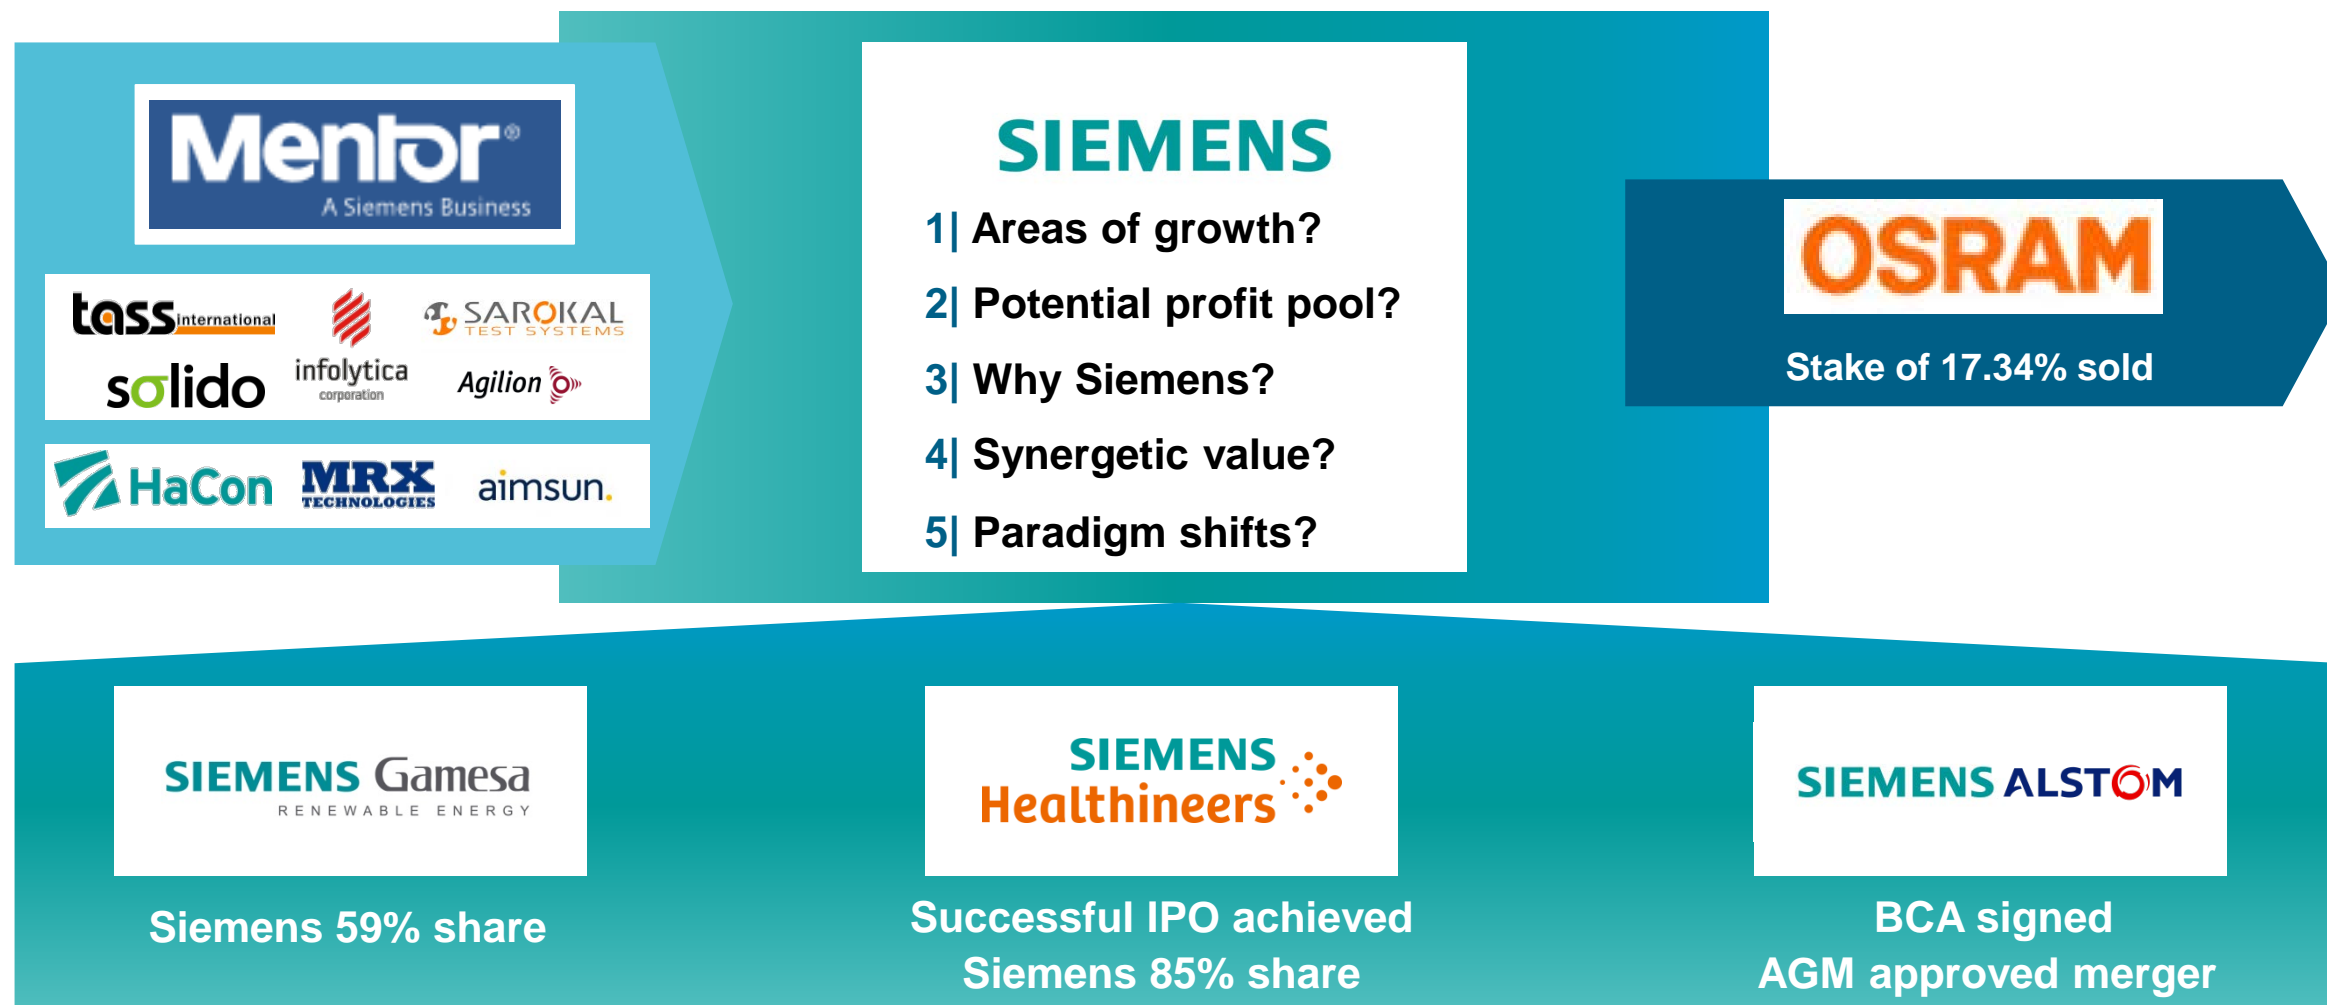 Mentor®
A Siemens Business
tass international
infolytica
corporation
SAROKAL
TEST SYSTEMS
solido
Agilion
HaCon
MRX
TECHNOLOGIES
aimsun.
SIEMENS
1| Areas of growth?
2| Potential profit pool?
3| Why Siemens?
4| Synergetic value?
5| Paradigm shifts?
OSRAM
Stake of 17.34% sold
SIEMENS Gamesa
RENEWABLE ENERGY
Siemens 59% share
SIEMENS
Healthineers
Successful IPO achieved
Siemens 85% share
SIEMENS ALSTOM
BCA signed
AGM approved merger